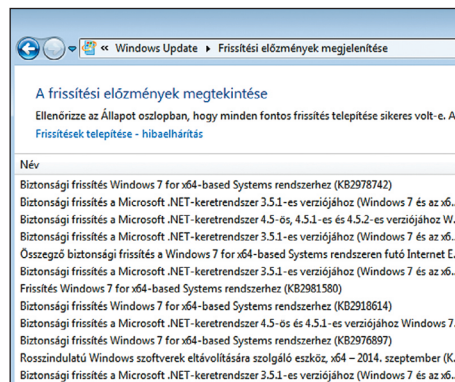 « Windows Update ▸ Frissítési előzmények megjelenítése
A frissítési előzmények megtekintése
Ellenőrizze az Állapot oszlopban, hogy minden fontos frissítés telepítése sikeres volt-e. A
Frissítések telepítése - hibaelhárítás
Név
Biztonsági frissítés Windows 7 for x64-based Systems rendszerhez (KB2978742)
Biztonsági frissítés a Microsoft .NET-keretrendszer 3.5.1-es verziójához (Windows 7 és az x6...
Biztonsági frissítés a Microsoft .NET-keretrendszer 4.5-ös, 4.5.1-es és 4.5.2-es verziójához W...
Biztonsági frissítés a Microsoft .NET-keretrendszer 3.5.1-es verziójához (Windows 7 és az x6...
Összegző biztonsági frissítés a Windows 7 for x64-based Systems rendszeren futó Internet E...
Biztonsági frissítés a Microsoft .NET-keretrendszer 3.5.1-es verziójához (Windows 7 és az x6...
Frissítés Windows 7 for x64-based Systems rendszerhez (KB2981580)
Biztonsági frissítés Windows 7 for x64-based Systems rendszerhez (KB2918614)
Biztonsági frissítés a Microsoft .NET-keretrendszer 4.5-ös és 4.5.1-es verziójához Windows 7...
Biztonsági frissítés Windows 7 for x64-based Systems rendszerhez (KB2976897)
Rosszindulatú Windows szoftverek eltávolítására szolgáló eszköz, x64 – 2014. szeptember (K...
Biztonsági frissítés a Microsoft .NET-keretrendszer 3.5.1-es verziójához (Windows 7 és az x6...